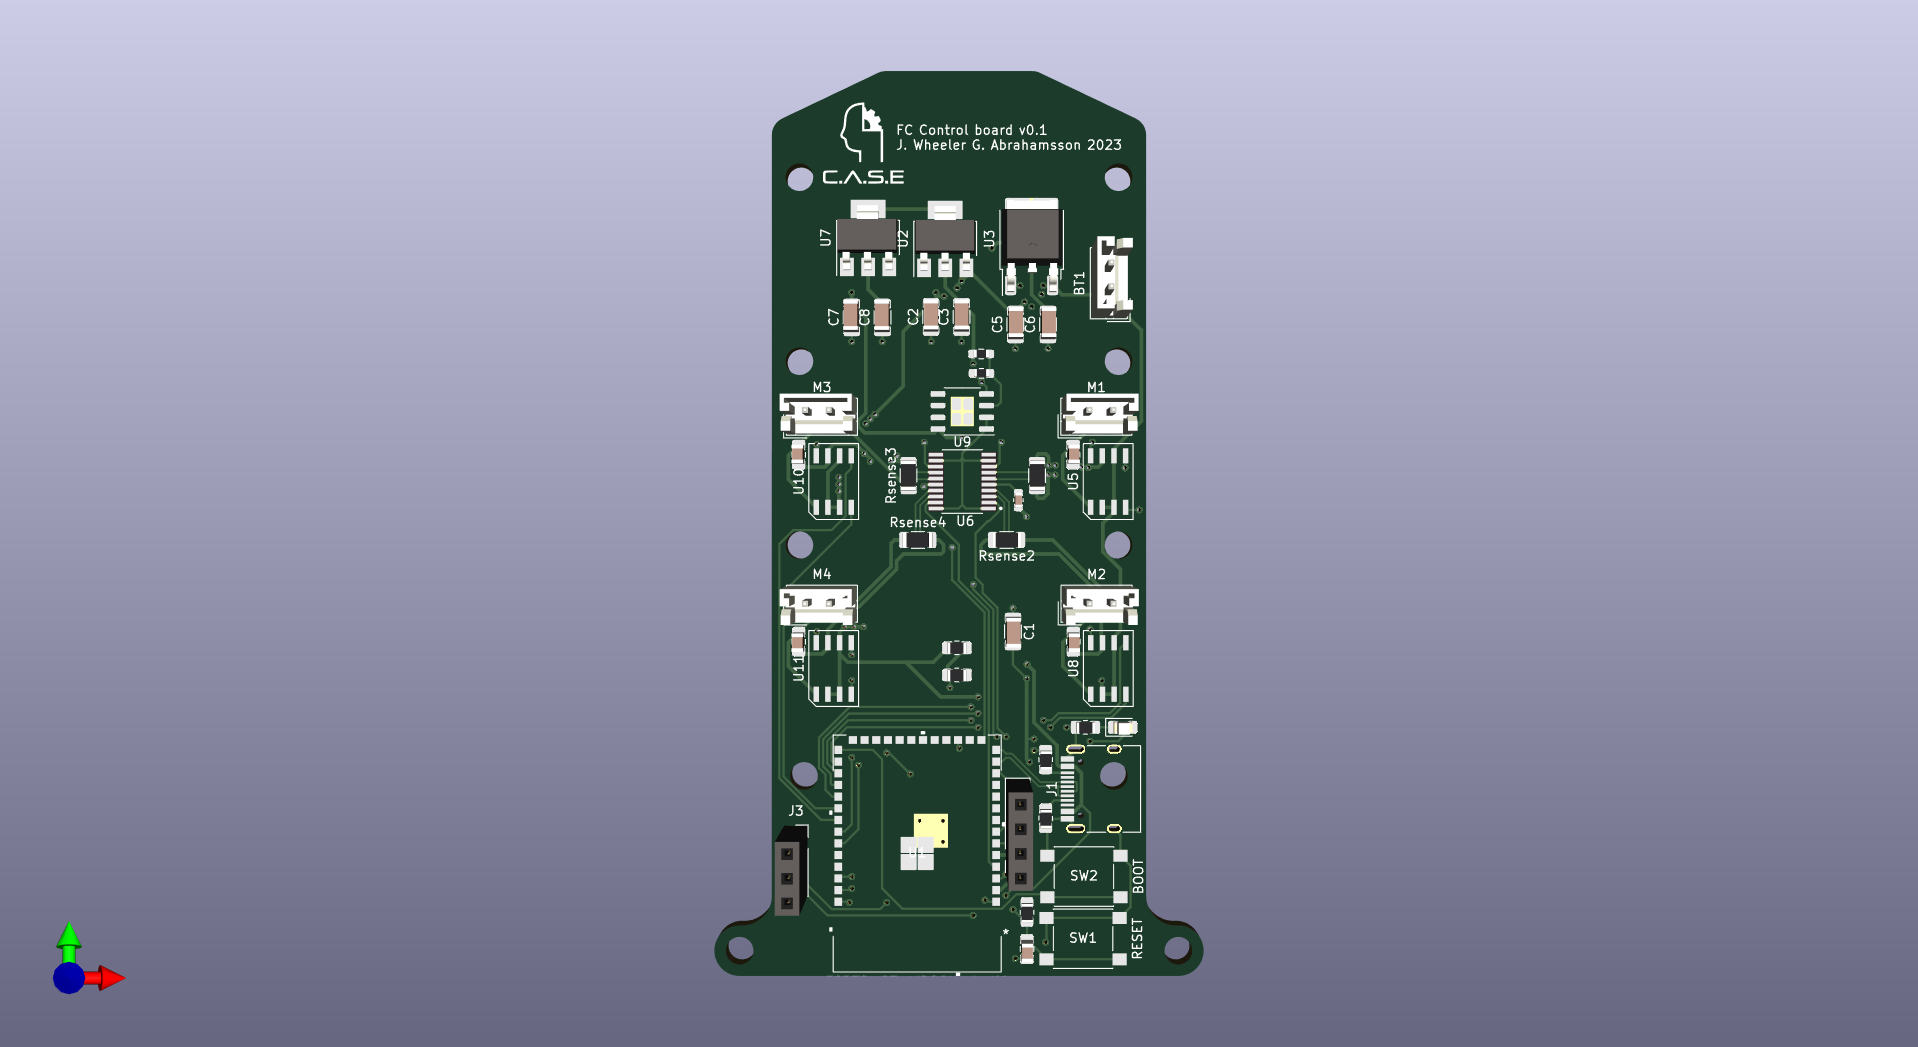 FC Control board v0.1
J. Wheeler G. Abrahamsson 2023
C.A.S.E
U7
U2
U3
BT1
C7
C8
C2
C3
C5
C6
M3
M1
U9
U10
Rsense3
U5
U6
Rsense4
Rsense2
M4
M2
C1
U11
U8
J1
J3
SW2
BOOT
SW1
RESET
*